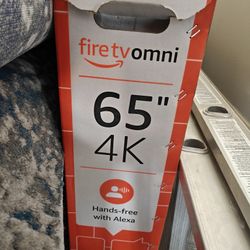 fire tv omni
65"
4K
Hands-free
with Alexa